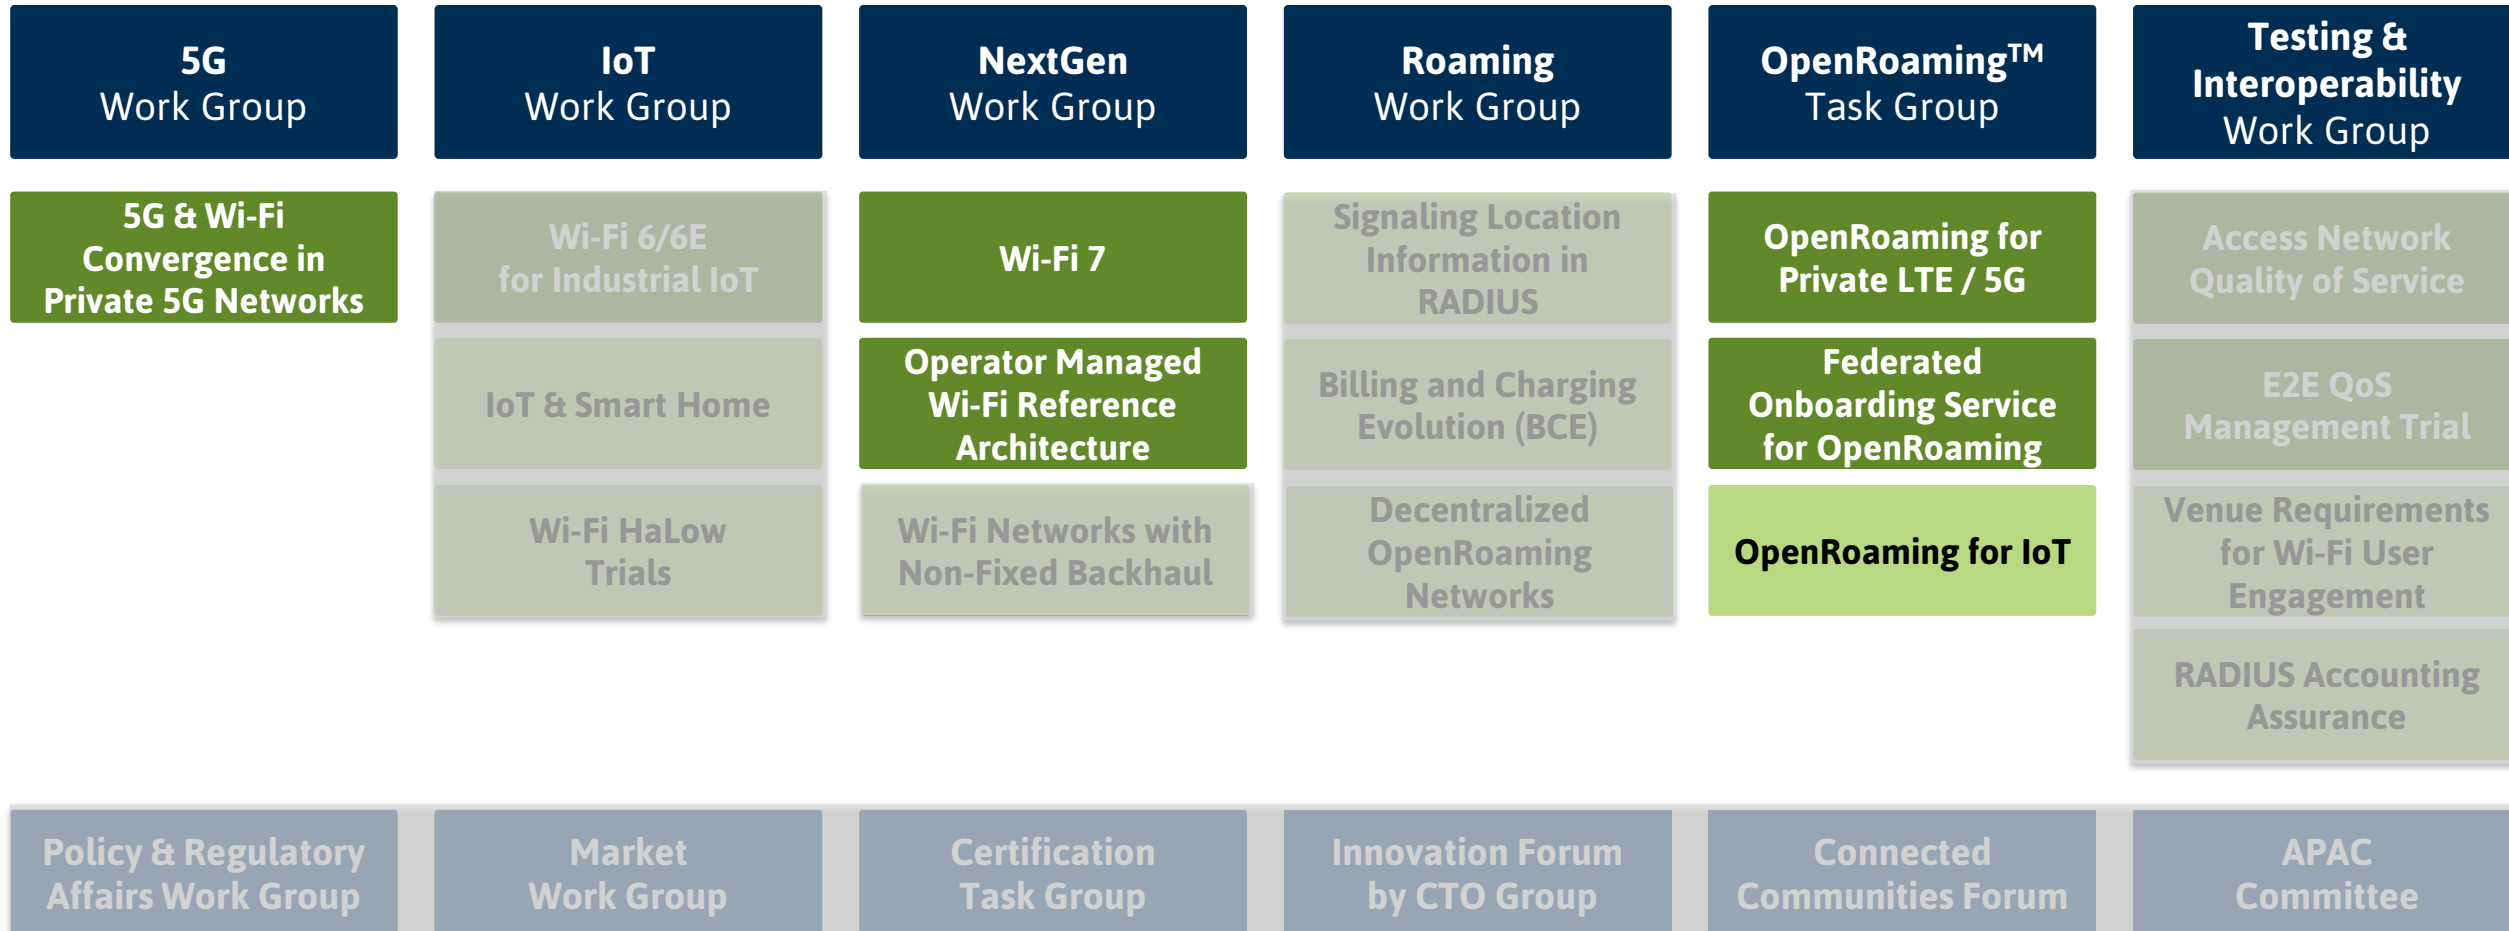 5G
Work Group
IoT
Work Group
NextGen
Work Group
Roaming
Work Group
OpenRoaming™
Task Group
Testing &
Interoperability
Work Group
5G & Wi-Fi
Convergence in
Private 5G Networks
Wi-Fi 6/6E
for Industrial IoT
Wi-Fi 7
Signaling Location
Information in
RADIUS
OpenRoaming for
Private LTE / 5G
Access Network
Quality of Service
IoT & Smart Home
Operator Managed
Wi-Fi Reference
Architecture
Billing and Charging
Evolution (BCE)
Federated
Onboarding Service
for OpenRoaming
E2E QoS
Management Trial
Wi-Fi HaLow
Trials
Wi-Fi Networks with
Non-Fixed Backhaul
Decentralized
OpenRoaming
Networks
OpenRoaming for IoT
Venue Requirements
for Wi-Fi User
Engagement
RADIUS Accounting
Assurance
Policy & Regulatory
Affairs Work Group
Market
Work Group
Certification
Task Group
Innovation Forum
by CTO Group
Connected
Communities Forum
APAC
Committee